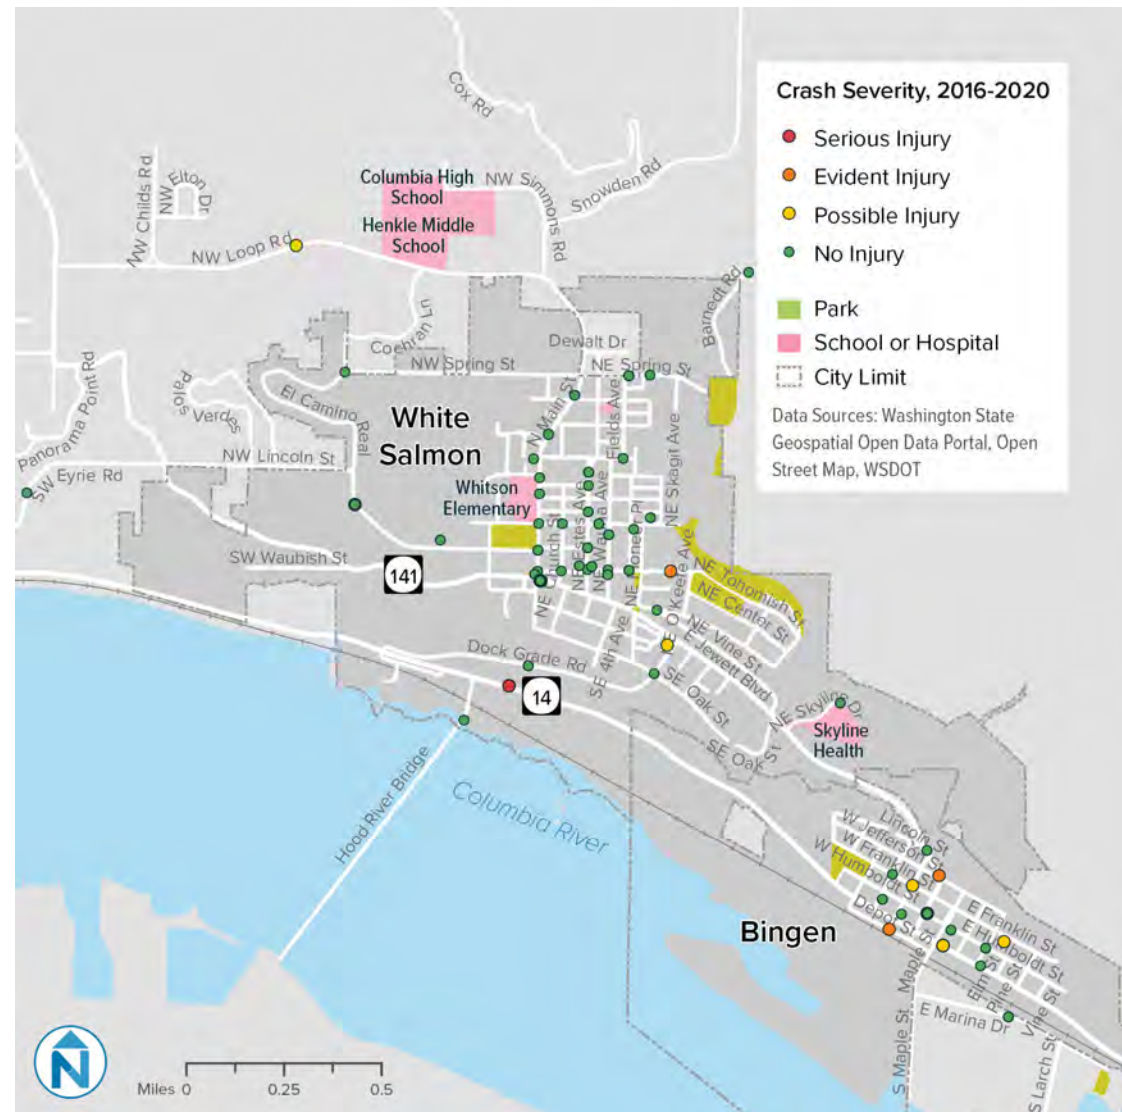 Crash Severity, 2016-2020
Serious Injury
Evident Injury
Possible Injury
No Injury
Park
School or Hospital
City Limit
Data Sources: Washington State
Geospatial Open Data Portal, Open
Street Map, WSDOT
Cox Rd
Columbia High
School
NW Simmons Rd
Snowden Rd
NW Elton Dr
NW Childs Rd
Henkle Middle
School
NW Loop Rd
Barnedt Rd
Cochran Ln
Dewalt Dr
NW Spring St
NE Spring St
Panorama Point Rd
Palos Verdes
El Camino Real
White
Salmon
N Main St
Fields Ave
NE Skagit Ave
NW Lincoln St
SW Eyrie Rd
Whitson
Elementary
NE Church St
NE Estes Ave
NE Wauna Ave
SW Waubish St
141
NE Tohomish St
NE Center St
NE Vine St
E Jewett Blvd
SE 4th Ave
Dock Grade Rd
14
SE Oak St
SE Oak St
NE Skyline Dr
Skyline
Health
Hood River Bridge
Columbia River
Lincoln St
W Jefferson St
W Franklin St
W Humboldt St
Depot St
Bingen
E Franklin St
E Humboldt St
Maple St
Elm St
Pine St
Vine St
E Marina Dr
S Maple St
S Larch St
N
Miles 0 0.25 0.5